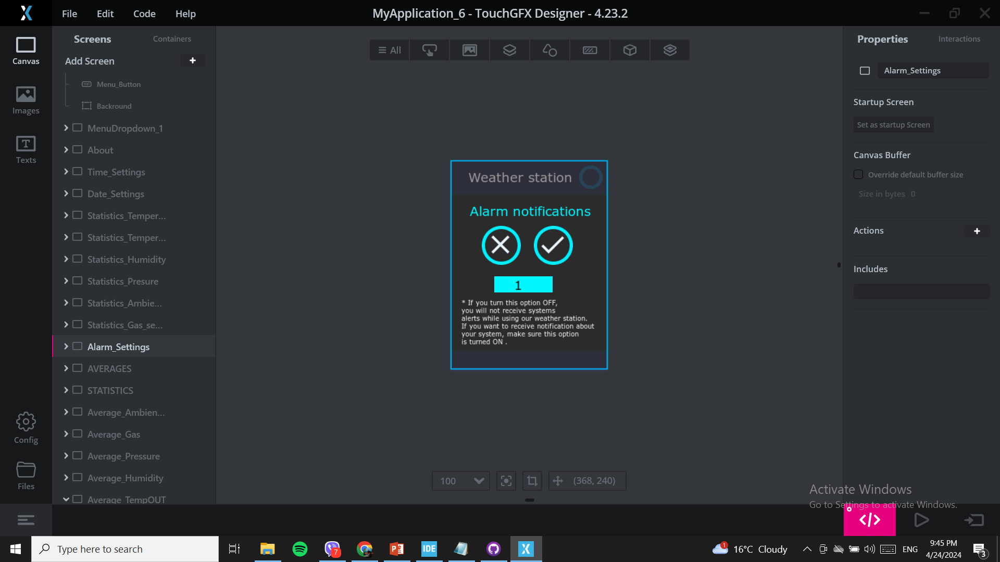 File Edit Code Help
MyApplication_6 - TouchGFX Designer - 4.23.2
Canvas
Images
Texts
Config
Files
Screens Containers
Add Screen +
TEXT Menu_Button
Backround
MenuDropdown_1
About
Time_Settings
Date_Settings
Statistics_Temper...
Statistics_Temper...
Statistics_Humidity
Statistics_Presure
Statistics_Ambie...
Statistics_Gas_se...
Alarm_Settings
AVERAGES
STATISTICS
Average_Ambien...
Average_Gas
Average_Pressure
Average_Humidity
Average_TempOUT
All
Weather station
Alarm notifications
1
* If you turn this option OFF,
you will not receive systems
alerts while using our weather station.
If you want to receive notification about
your system, make sure this option
is turned ON .
100
(368, 240)
Properties Interactions
Alarm_Settings
Startup Screen
Set as startup Screen
Canvas Buffer
Override default buffer size
Size in bytes 0
Actions +
Includes
Activate Windows
Go to Settings to activate Windows.
</>
Type here to search
7
IDE
X
1
16°C Cloudy
ENG
9:45 PM
4/24/2024
3